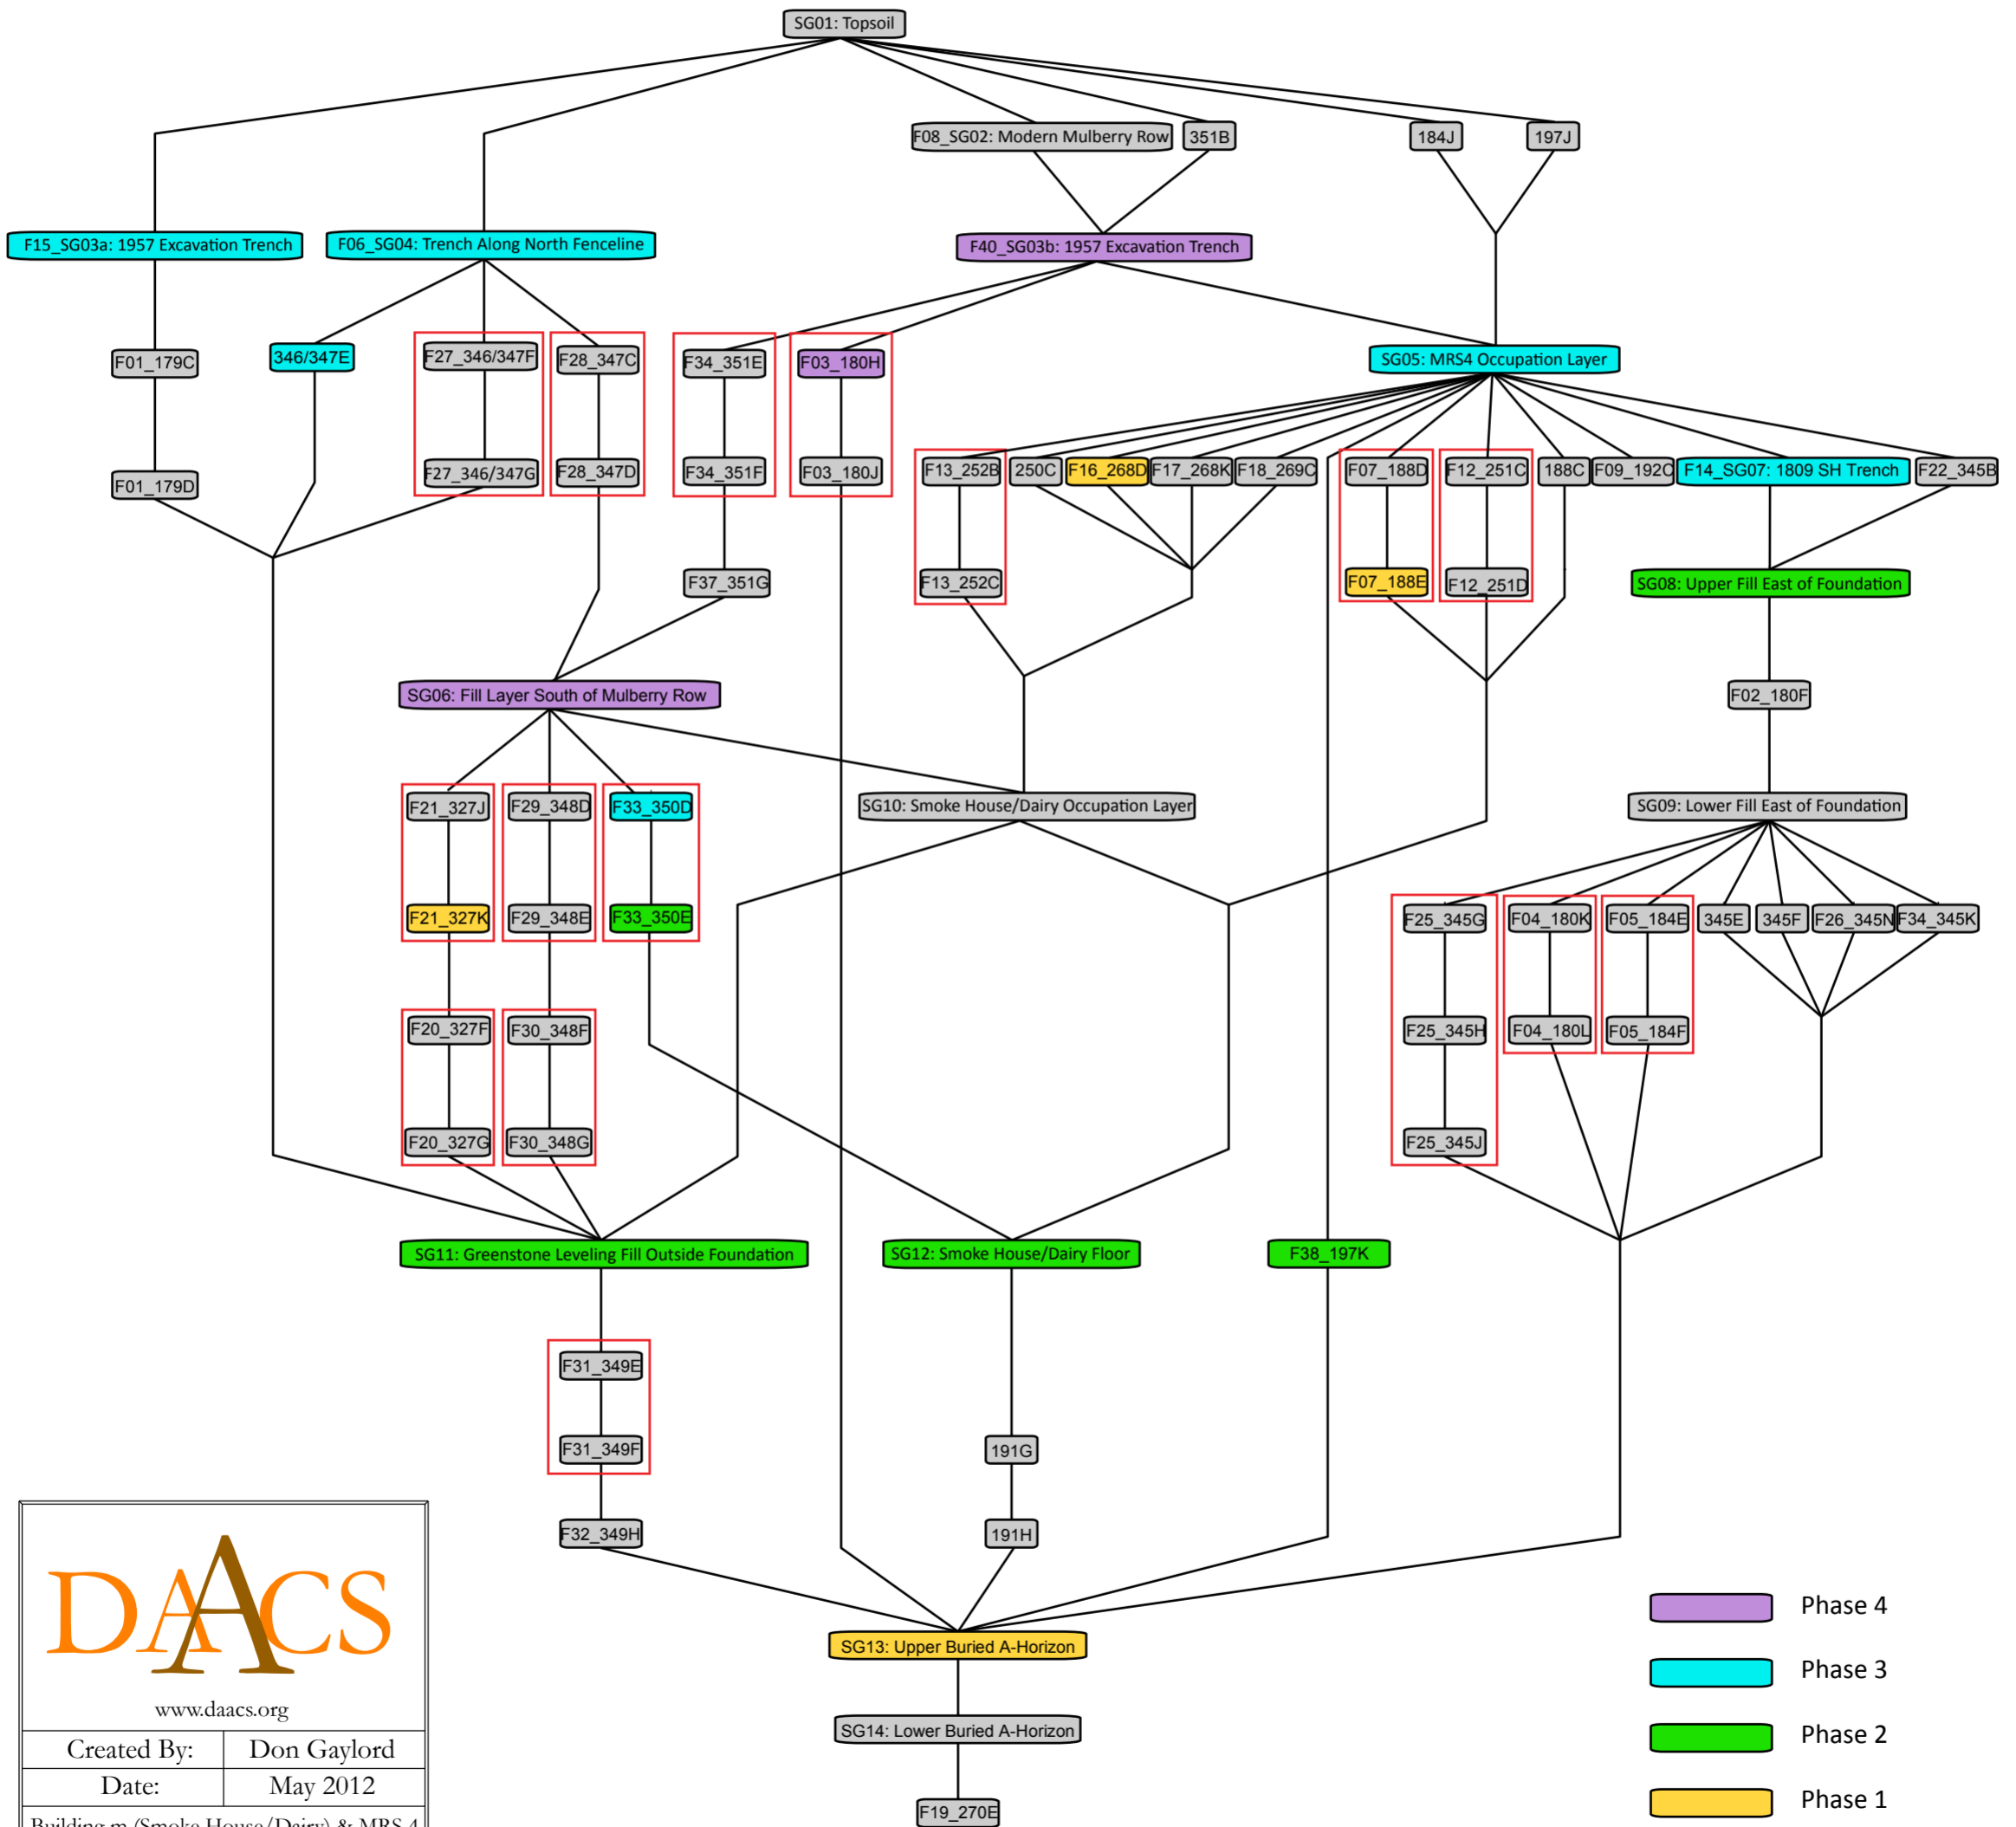 SG01: Topsoil
F08_SG02: Modern Mulberry Row
351B
184J
197J
F15_SG03a: 1957 Excavation Trench
F06_SG04: Trench Along North Fenceline
F40_SG03b: 1957 Excavation Trench
F01_179C
346/347E
F27_346/347F
F28_347C
F34_351E
F03_180H
SG05: MRS4 Occupation Layer
F01_179D
F27_346/347G
F28_347D
F34_351F
F03_180J
F13_252B
250C
F16_268D
F17_268K
F18_269C
F07_188D
F12_251C
188C
F09_192C
F14_SG07: 1809 SH Trench
F22_345B
F37_351G
F13_252C
F07_188E
F12_251D
SG08: Upper Fill East of Foundation
SG06: Fill Layer South of Mulberry Row
F02_180F
F21_327J
F29_348D
F33_350D
SG10: Smoke House/Dairy Occupation Layer
SG09: Lower Fill East of Foundation
F21_327K
F29_348E
F33_350E
F25_345G
F04_180K
F05_184E
345E
345F
F26_345N
F34_345K
F20_327F
F30_348F
F25_345H
F04_180L
F05_184F
F20_327G
F30_348G
F25_345J
SG11: Greenstone Leveling Fill Outside Foundation
SG12: Smoke House/Dairy Floor
F38_197K
F31_349E
F31_349F
191G
F32_349H
191H
SG13: Upper Buried A-Horizon
SG14: Lower Buried A-Horizon
F19_270E
DAACS
www.daacs.org
Created By: Don Gaylord
Date: May 2012
Building m (Smoke House/Dairy) & MRS 4
Phase 4
Phase 3
Phase 2
Phase 1